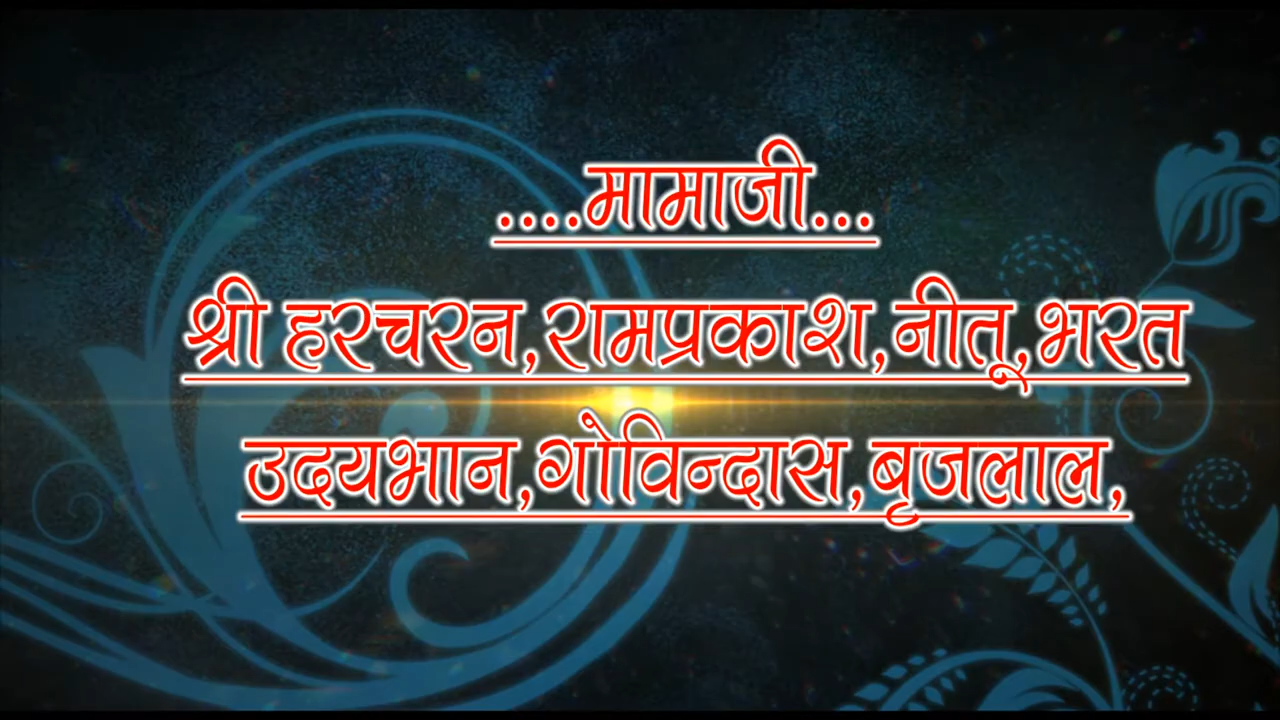 ....मामाजी...
श्री हरचरन,रामप्रकाश,नीतू,भरत
उदयभान,गोविन्दास,बृजलाल,